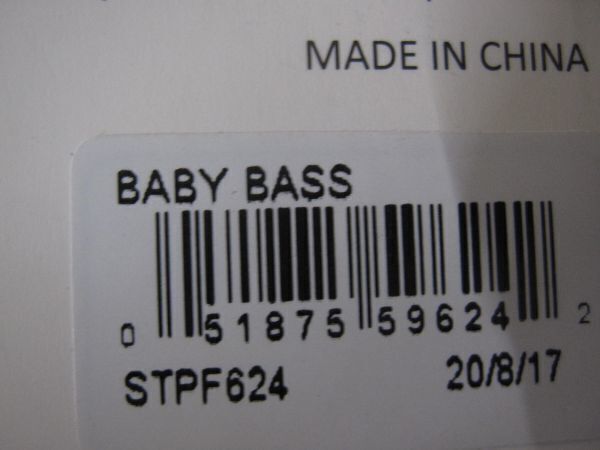 MADE IN CHINA
BABY BASS
0 51875 59624 2
STPF624 20/8/17